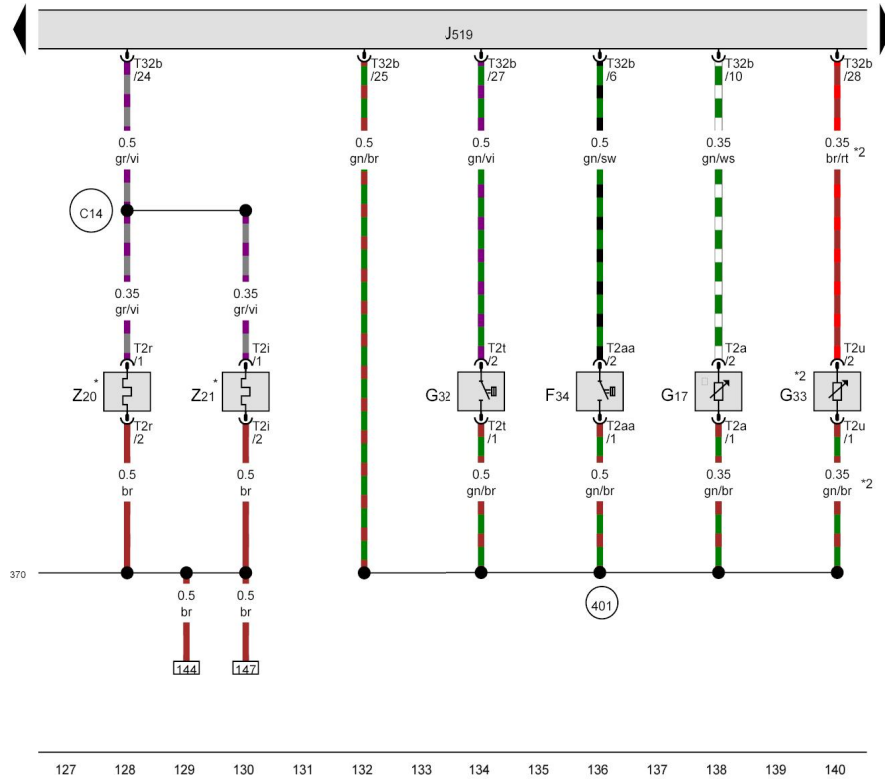 J519
T32b
/24
T32b
/25
T32b
/27
T32b
/6
T32b
/10
T32b
/28
0.5
gr/vi
0.5
gn/br
0.5
gn/vi
0.5
gn/sw
0.35
gn/ws
0.35
br/rt *2
C14
0.35
gr/vi
0.35
gr/vi
T2r
/1
T2i
/1
T2t
/2
T2aa
/2
T2a
/2
T2u
/2
Z20 *
Z21 *
G32
F34
G17
*2
G33
T2r
/2
T2i
/2
T2t
/1
T2aa
/1
T2a
/1
T2u
/1
0.5
br
0.5
br
0.5
gn/br
0.5
gn/br
0.35
gn/br
0.35
gn/br *2
370
0.5
br
0.5
br
401
144
147
127 128 129 130 131 132 133 134 135 136 137 138 139 140